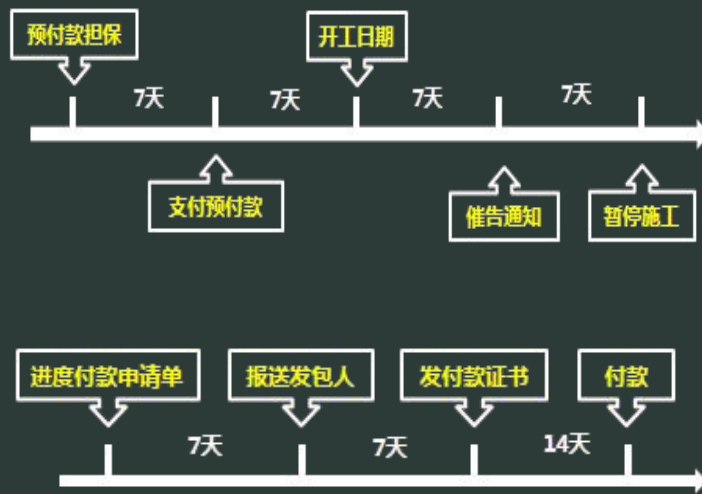 预付款担保
开工日期
7天
7天
7天
7天
支付预付款
催告通知
暂停施工
进度付款申请单
报送发包人
发付款证书
付款
7天
7天
14天